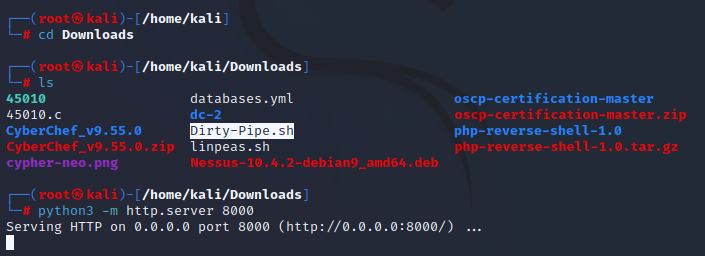 ┌──(root㉿kali)-[/home/kali]
└─# cd Downloads
┌──(root㉿kali)-[/home/kali/Downloads]
└─# ls
45010 databases.yml oscp-certification-master
45010.c dc-2 oscp-certification-master.zip
CyberChef_v9.55.0 Dirty-Pipe.sh php-reverse-shell-1.0
CyberChef_v9.55.0.zip linpeas.sh php-reverse-shell-1.0.tar.gz
cypher-neo.png Nessus-10.4.2-debian9_amd64.deb
┌──(root㉿kali)-[/home/kali/Downloads]
└─# python3 -m http.server 8000
Serving HTTP on 0.0.0.0 port 8000 (http://0.0.0.0:8000/) ...